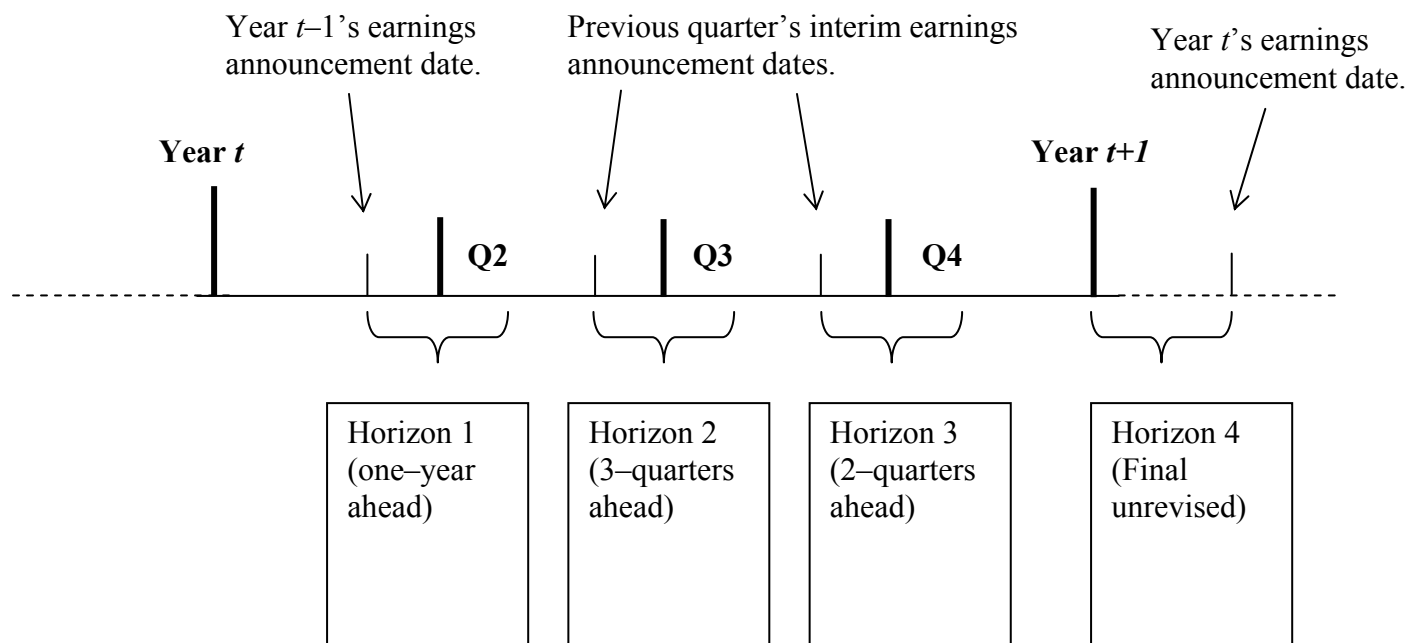 Year t–1’s earnings
announcement date.
Previous quarter’s interim earnings
announcement dates.
Year t’s earnings
announcement date.
Year t
Year t+1
Q2
Q3
Q4
Horizon 1
(one–year
ahead)
Horizon 2
(3–quarters
ahead)
Horizon 3
(2–quarters
ahead)
Horizon 4
(Final
unrevised)